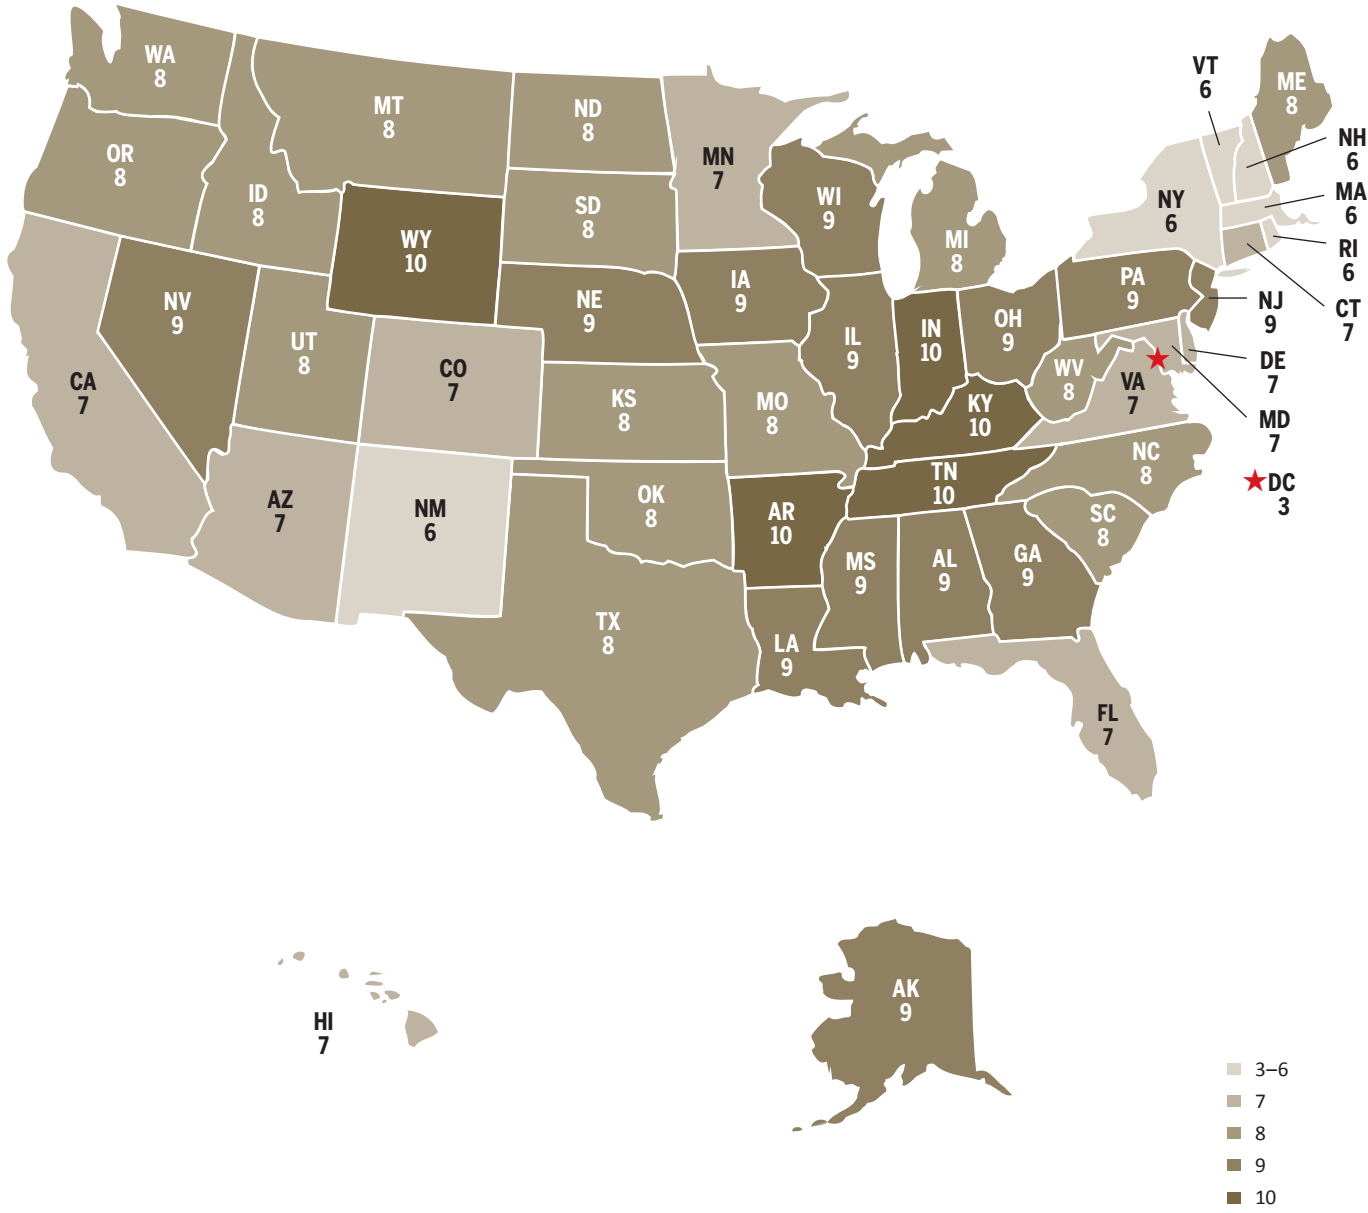 WA
8
OR
8
ID
8
MT
8
ND
8
SD
8
MN
7
WI
9
MI
8
WY
10
NV
9
UT
8
CO
7
CA
7
AZ
7
NM
6
NE
9
KS
8
OK
8
TX
8
IA
9
MO
8
AR
10
LA
9
IL
9
IN
10
OH
9
KY
10
TN
10
MS
9
AL
9
GA
9
FL
7
SC
8
NC
8
VA
7
WV
8
PA
9
NY
6
VT
6
ME
8
NH
6
MA
6
RI
6
CT
7
NJ
9
DE
7
MD
7
DC
3
HI
7
AK
9
3–6
7
8
9
10